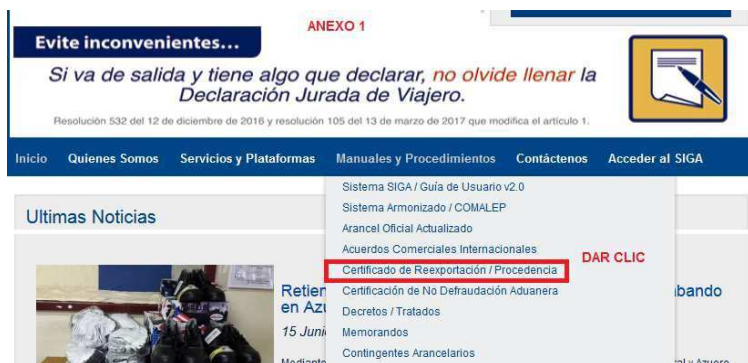 ANEXO 1
Evite inconvenientes...
Si va de salida y tiene algo que declarar, no olvide llenar la
Declaración Jurada de Viajero.
Resolución 532 del 12 de diciembre de 2016 y resolución 105 del 13 de marzo de 2017 que modifica el artículo 1.
Inicio Quienes Somos Servicios y Plataformas Manuales y Procedimientos Contáctenos Acceder al SIGA
Sistema SIGA / Guía de Usuario v2.0
Sistema Armonizado / COMALEP
Ultimas Noticias
Arancel Oficial Actualizado
Acuerdos Comerciales Internacionales
DAR CLIC
Certificado de Reexportación / Procedencia
Certificación de No Defraudación Aduanera
Retien bando
en Azu
Decretos / Tratados
15 Juni
Memorandos
Contingentes Arancelarios
Mediante al y Azuero